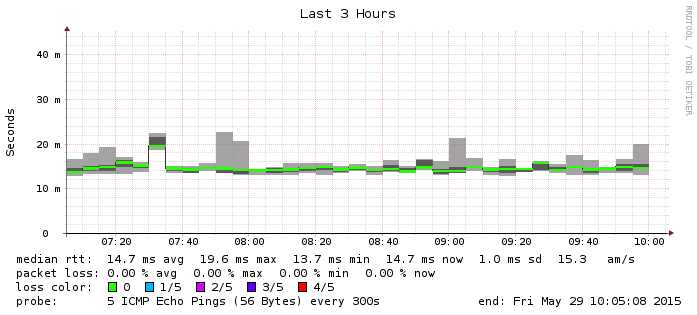 Last 3 Hours
RRDTOOL / TOBI OETIKER
Seconds
40 m
30 m
20 m
10 m
0
07:20 07:40 08:00 08:20 08:40 09:00 09:20 09:40 10:00
median rtt: 14.7 ms avg 19.6 ms max 13.7 ms min 14.7 ms now 1.0 ms sd 15.3 am/s
packet loss: 0.00 % avg 0.00 % max 0.00 % min 0.00 % now
loss color: 0 1/5 2/5 3/5 4/5
probe: 5 ICMP Echo Pings (56 Bytes) every 300s end: Fri May 29 10:05:08 2015